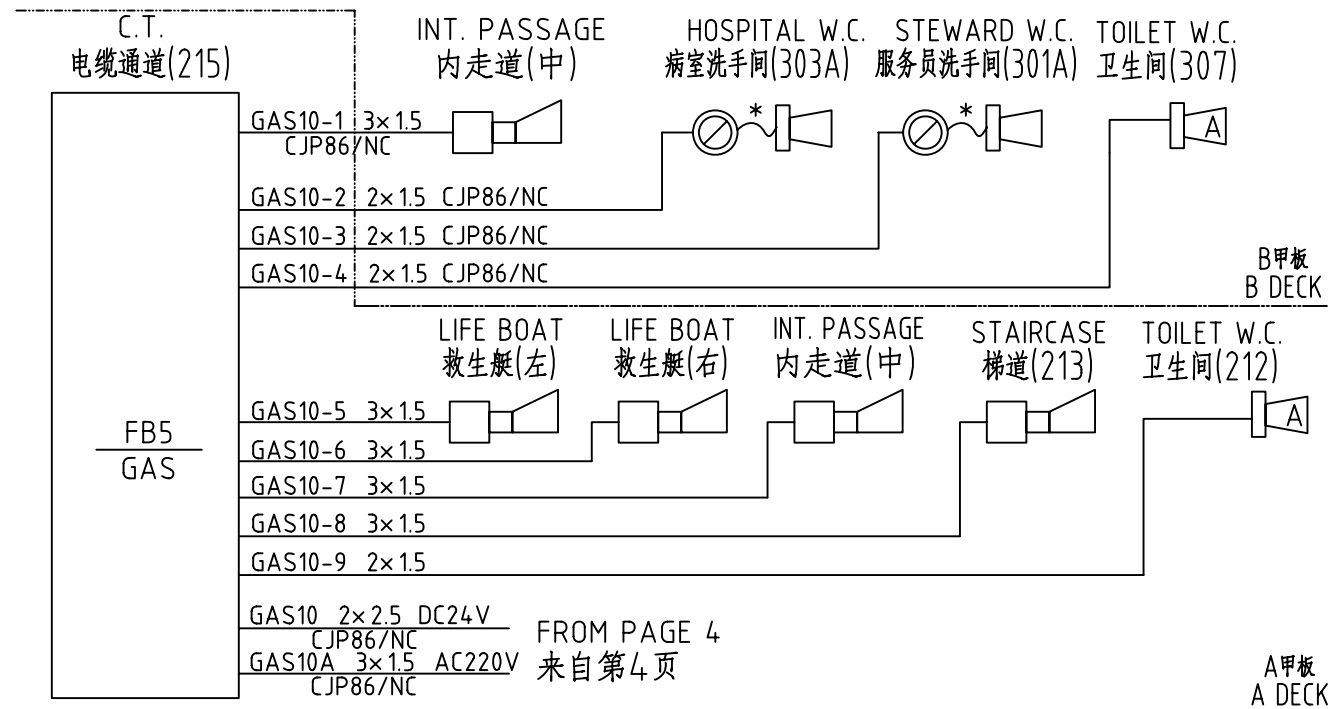 C.T.
电缆通道(215)
INT. PASSAGE
内走道(中)
HOSPITAL W.C.
病室洗手间(303A)
STEWARD W.C.
服务员洗手间(301A)
TOILET W.C.
卫生间(307)
GAS10-1 3×1.5
CJP86/NC
*
*
A
GAS10-2 2×1.5 CJP86/NC
GAS10-3 2×1.5 CJP86/NC
GAS10-4 2×1.5 CJP86/NC
B甲板
B DECK
LIFE BOAT
救生艇(左)
LIFE BOAT
救生艇(右)
INT. PASSAGE
内走道(中)
STAIRCASE
梯道(213)
TOILET W.C.
卫生间(212)
FB5
GAS
GAS10-5 3×1.5
A
GAS10-6 3×1.5
GAS10-7 3×1.5
GAS10-8 3×1.5
GAS10-9 2×1.5
GAS10 2×2.5 DC24V
CJP86/NC
GAS10A 3×1.5 AC220V
CJP86/NC
FROM PAGE 4
来自第4页
A甲板
A DECK